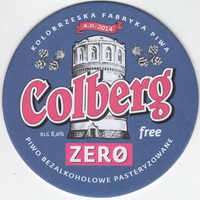 KOŁOBRZESKA FABRYKA PIWA
A.D. 2014
Colberg
BLG 8,0%
free
ZERØ
PIWO BEZALKOHOLOWE PASTERYZOWANE